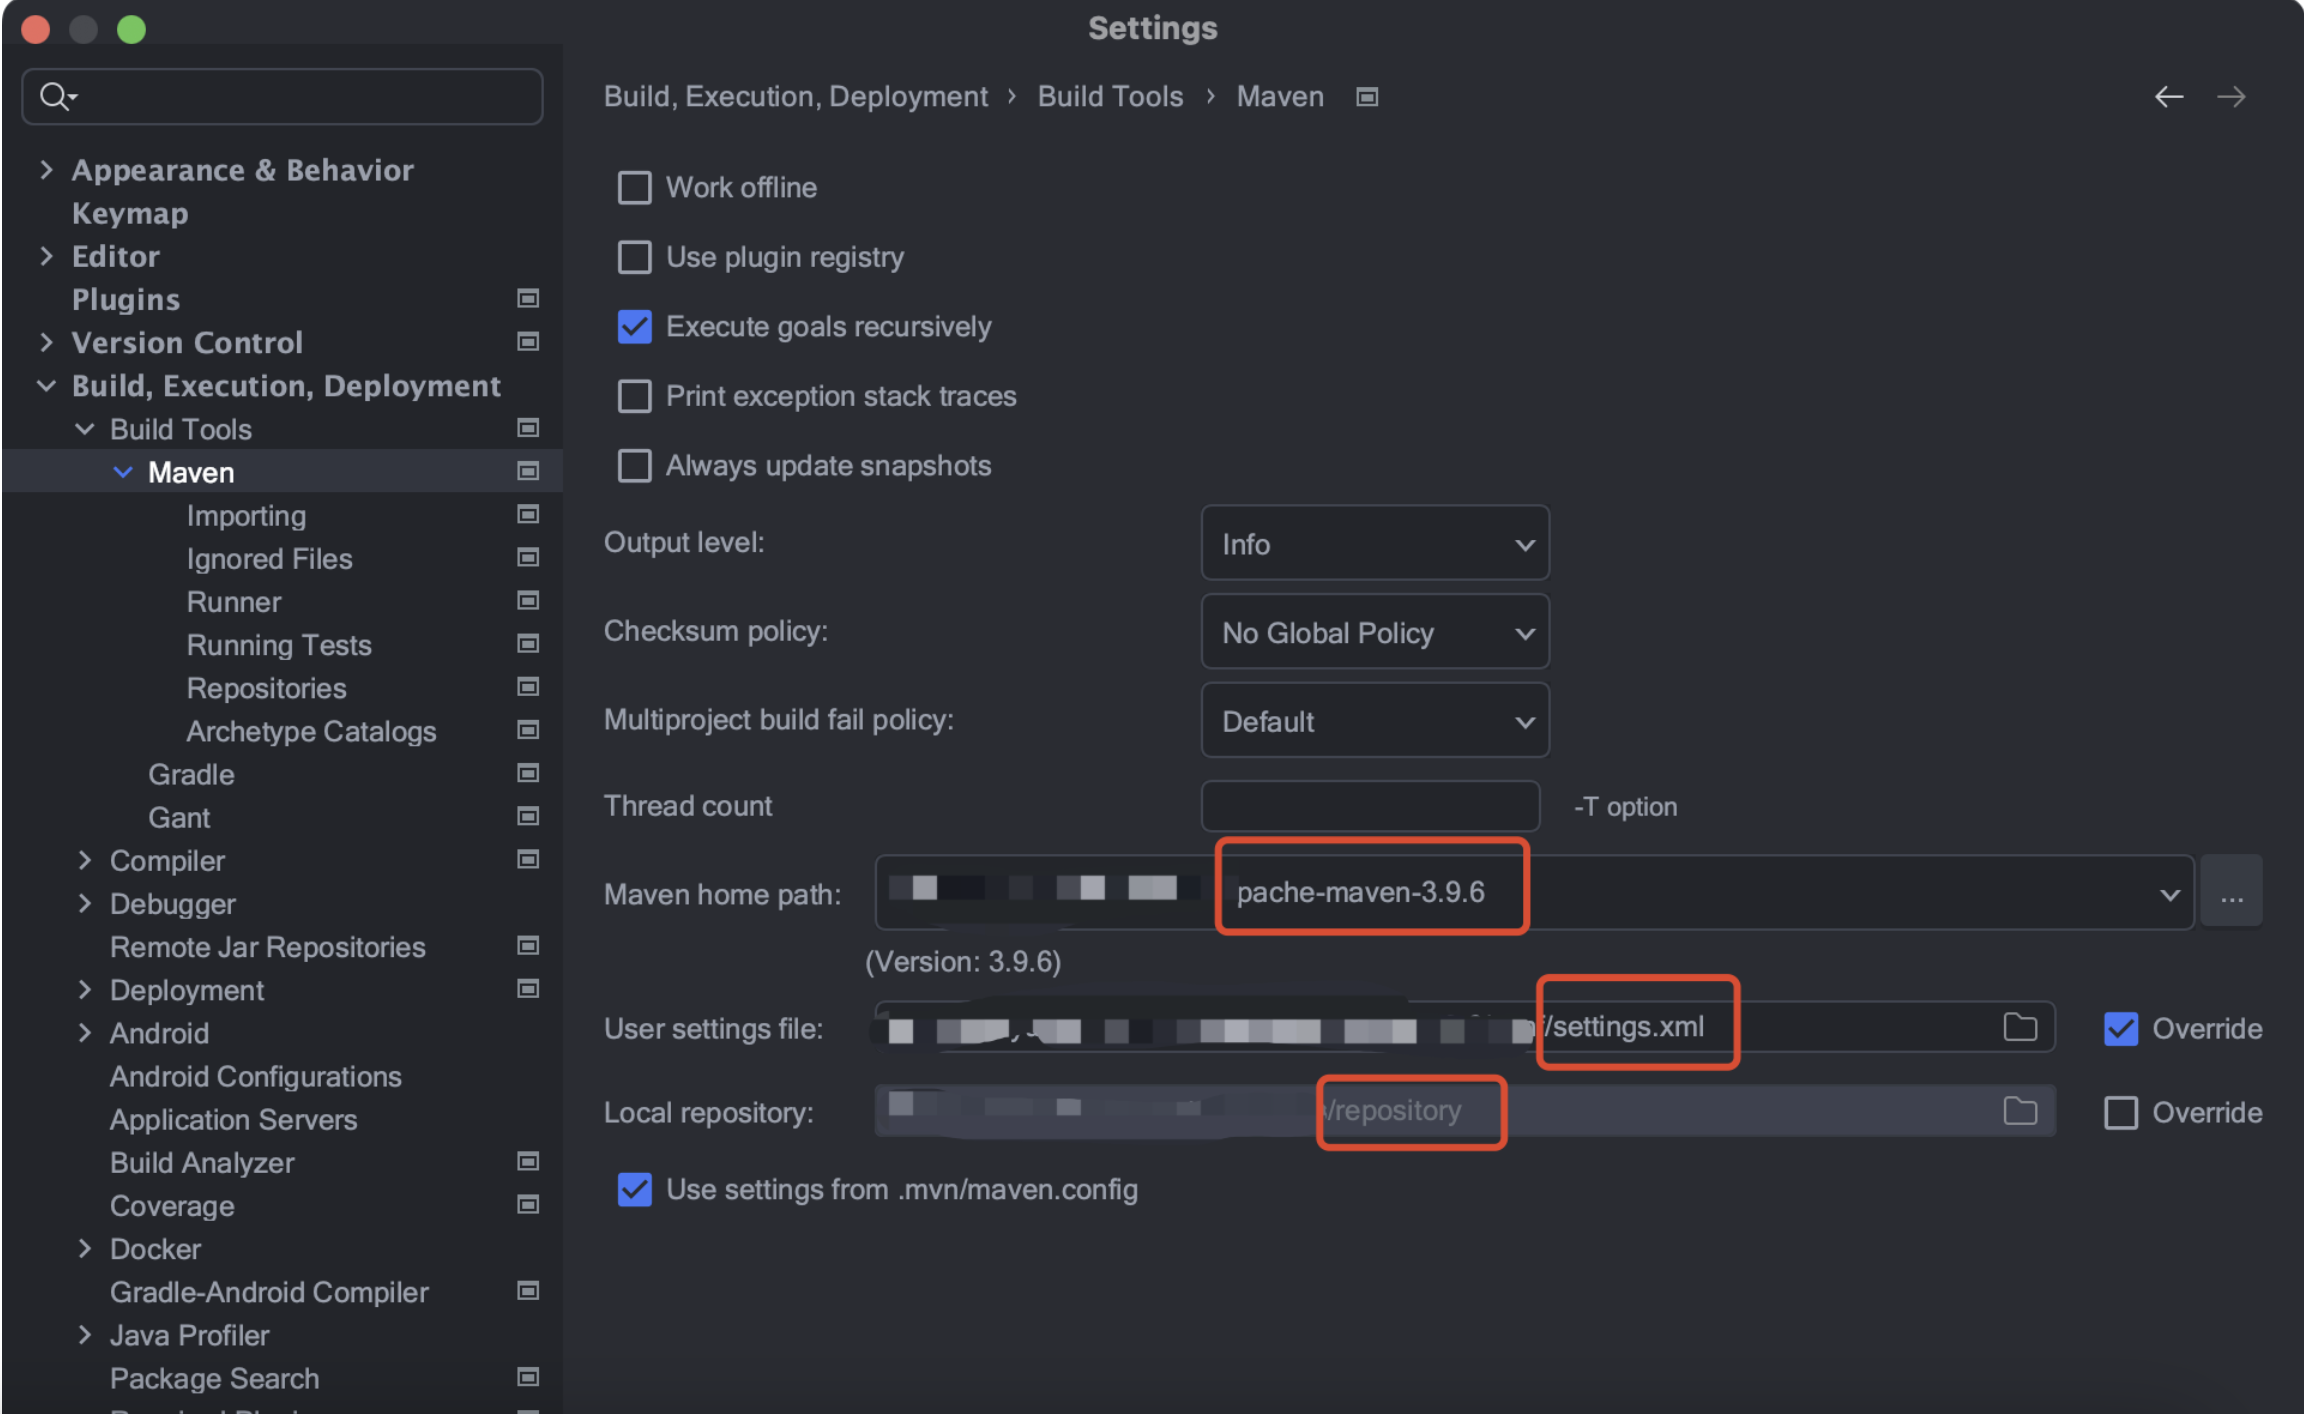 Settings
Build, Execution, Deployment › Build Tools › Maven
Appearance & Behavior
Keymap
Editor
Plugins
Version Control
Build, Execution, Deployment
Build Tools
Maven
Importing
Ignored Files
Runner
Running Tests
Repositories
Archetype Catalogs
Gradle
Gant
Compiler
Debugger
Remote Jar Repositories
Deployment
Android
Android Configurations
Application Servers
Build Analyzer
Coverage
Docker
Gradle-Android Compiler
Java Profiler
Package Search
Work offline
Use plugin registry
Execute goals recursively
Print exception stack traces
Always update snapshots
Output level: Info
Checksum policy: No Global Policy
Multiproject build fail policy: Default
Thread count -T option
Maven home path: pache-maven-3.9.6 ...
(Version: 3.9.6)
User settings file: /settings.xml Override
Local repository: /repository Override
Use settings from .mvn/maven.config